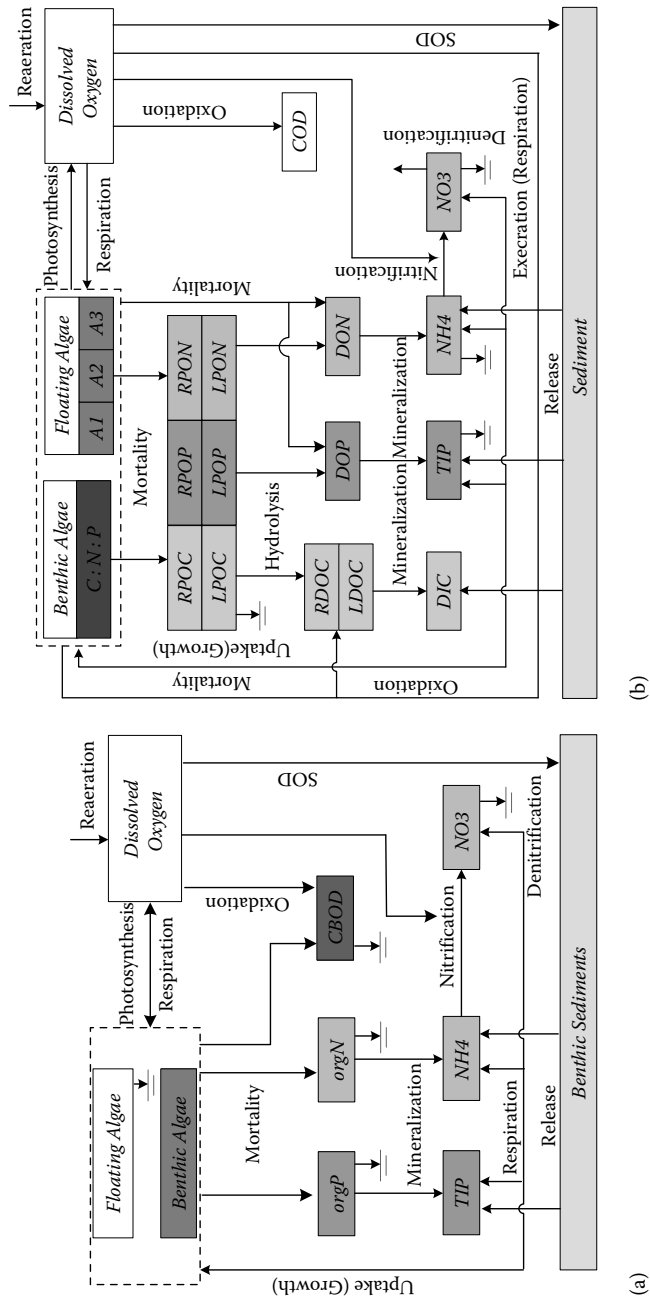 Reaeration
Floating Algae
Benthic Algae
Photosynthesis
Respiration
Dissolved
Oxygen
Uptake (Growth)
Mortality
Oxidation
SOD
orgP
orgN
CBOD
Mineralization
Nitrification
TIP
NH4
NO3
Respiration
Denitrification
Release
Benthic Sediments
(a)
Reaeration
Benthic Algae
C : N : P
Floating Algae
A1
A2
A3
Photosynthesis
Respiration
Dissolved
Oxygen
Mortality
Uptake(Growth)
Mortality
Mortality
Oxidation
SOD
RPOC
RPOP
RPON
LPOC
LPOP
LPON
COD
Hydrolysis
RDOC
LDOC
DOP
DON
Oxidation
Mineralization
Mineralization
Nitrification
Denitrification
DIC
TIP
NH4
NO3
Execration (Respiration)
Release
Sediment
(b)